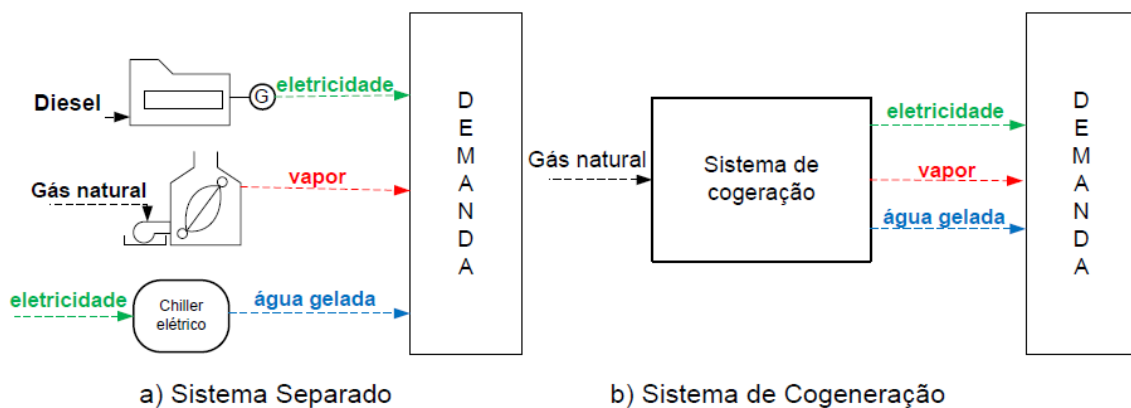 Diesel
G
eletricidade
Gás natural
vapor
eletricidade
Chiller
elétrico
água gelada
D
E
M
A
N
D
A
a) Sistema Separado
Gás natural
Sistema de
cogeração
eletricidade
vapor
água gelada
D
E
M
A
N
D
A
b) Sistema de Cogeneração